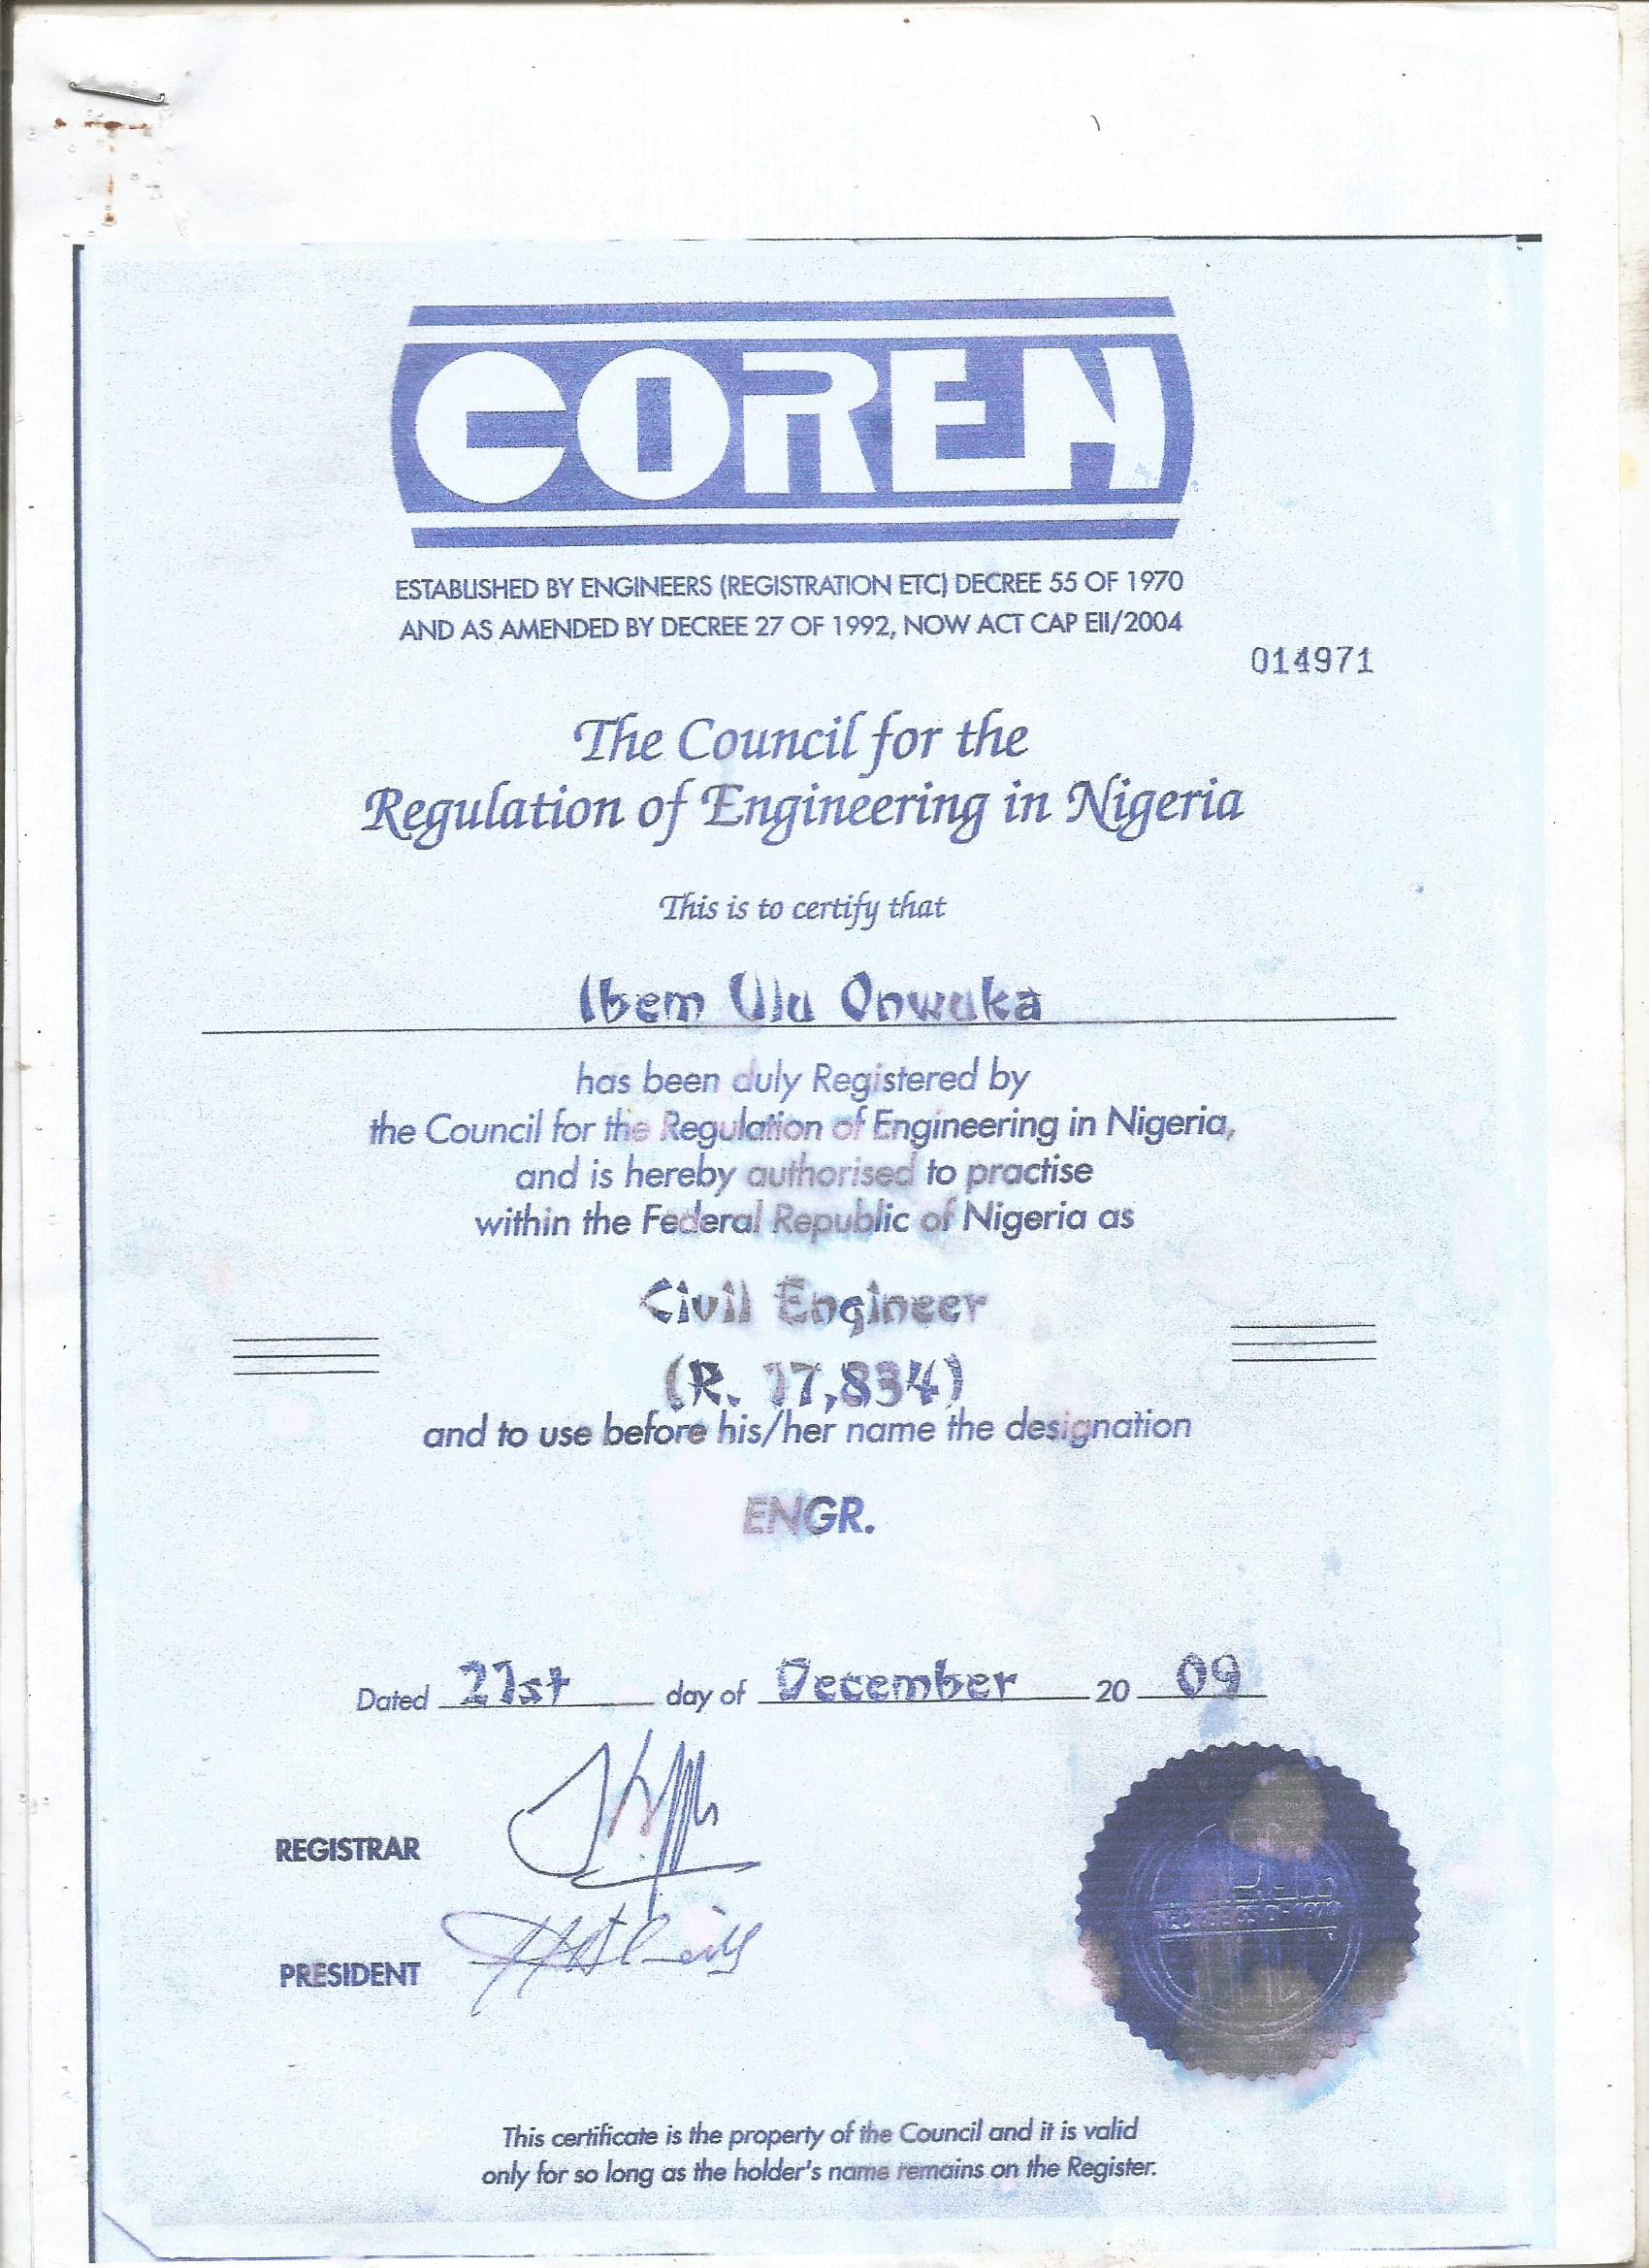 COREN
ESTABLISHED BY ENGINEERS (REGISTRATION ETC) DECREE 55 OF 1970
AND AS AMENDED BY DECREE 27 OF 1992, NOW ACT CAP EII/2004
014971
The Council for the
Regulation of Engineering in Nigeria
This is to certify that
Ibem Ulu Onwuka
has been duly Registered by
the Council for the Regulation of Engineering in Nigeria,
and is hereby authorised to practise
within the Federal Republic of Nigeria as
Civil Engineer
(R. 17,834)
and to use before his/her name the designation
ENGR.
Dated 21st day of December 20 09
REGISTRAR
PRESIDENT
This certificate is the property of the Council and it is valid
only for so long as the holder's name remains on the Register.